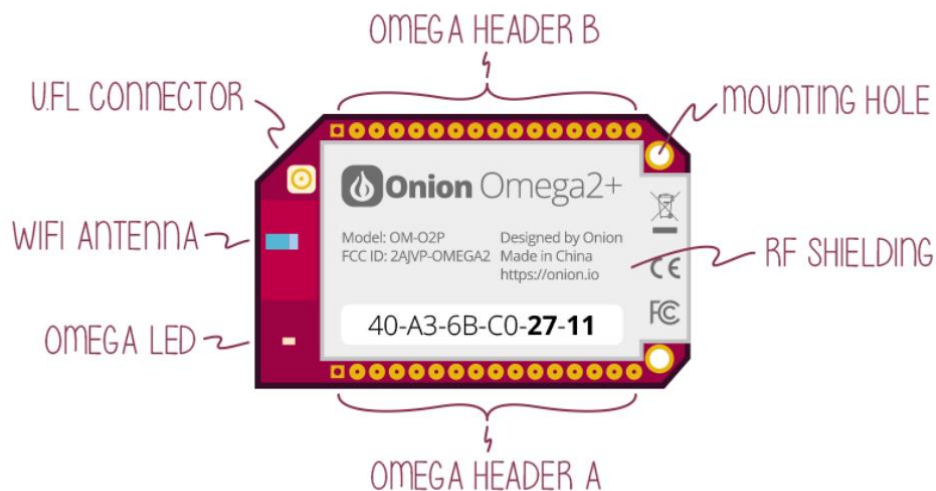 OMEGA HEADER B
U.FL CONNECTOR
MOUNTING HOLE
Onion Omega2+
WIFI ANTENNA
Model: OM-O2P
Designed by Onion
FCC ID: 2AJVP-OMEGA2
Made in China
https://onion.io
RF SHIELDING
CE
40-A3-6B-C0-27-11
FC
OMEGA LED
OMEGA HEADER A